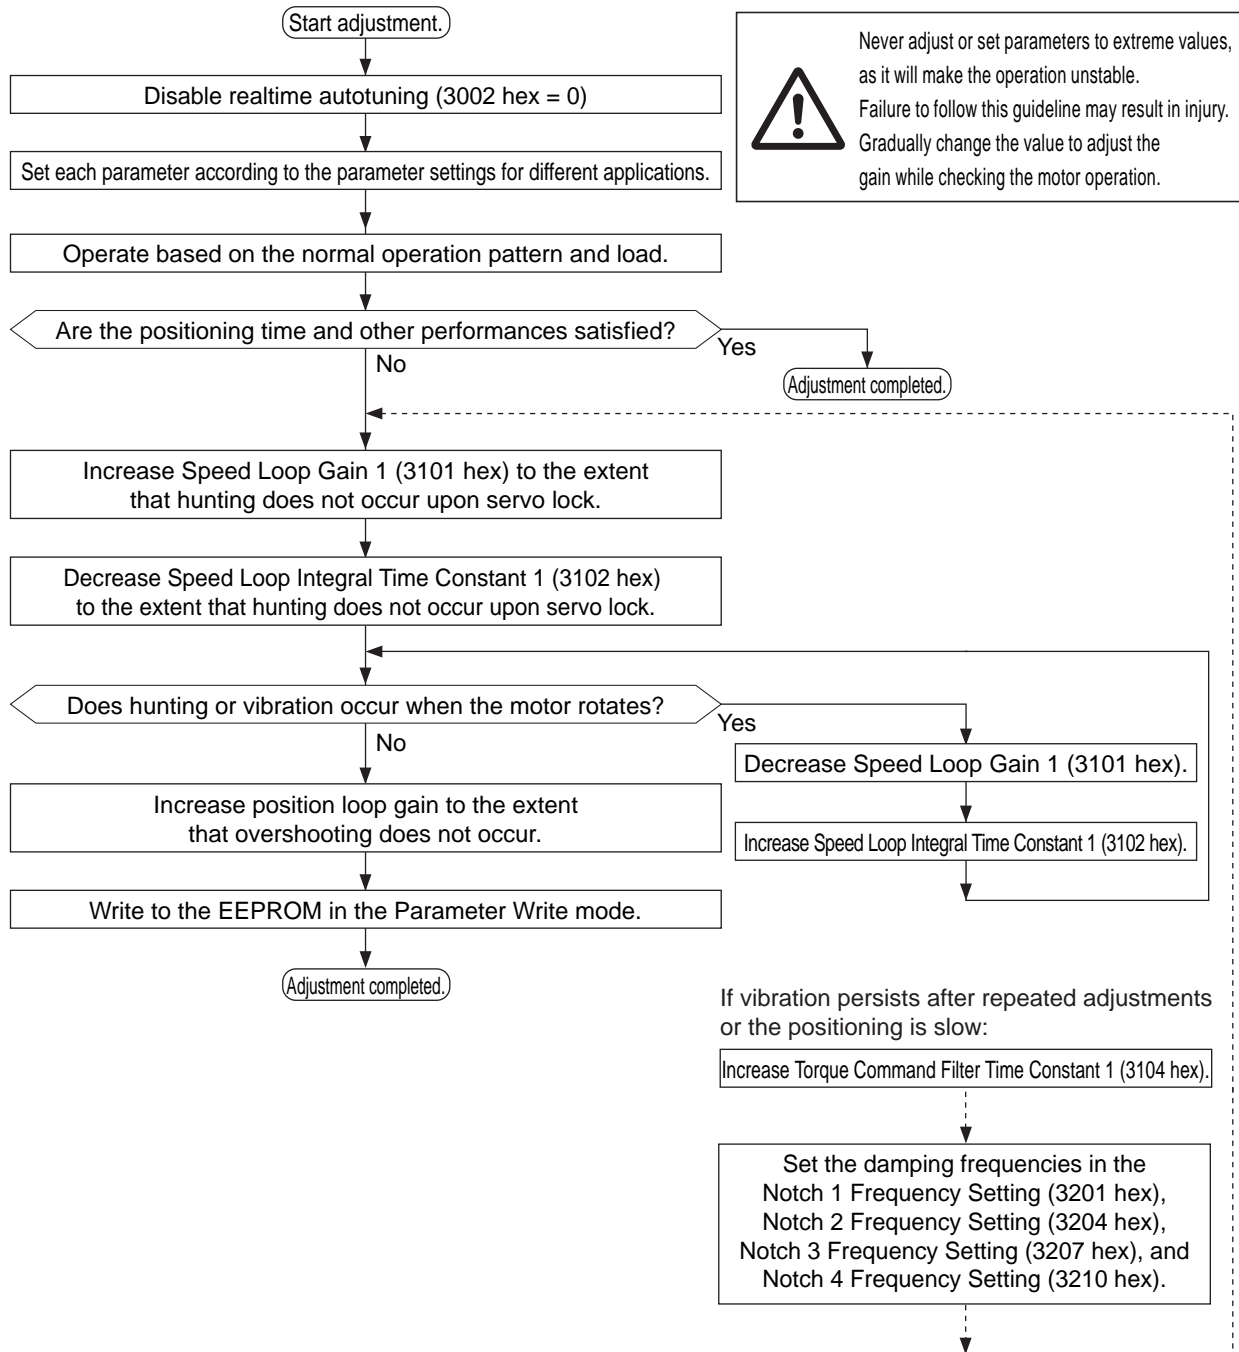 Start adjustment.
Never adjust or set parameters to extreme values,
as it will make the operation unstable.
Failure to follow this guideline may result in injury.
Gradually change the value to adjust the
gain while checking the motor operation.
Disable realtime autotuning (3002 hex = 0)
Set each parameter according to the parameter settings for different applications.
Operate based on the normal operation pattern and load.
Are the positioning time and other performances satisfied?
Yes
No
Adjustment completed.
Increase Speed Loop Gain 1 (3101 hex) to the extent
that hunting does not occur upon servo lock.
Decrease Speed Loop Integral Time Constant 1 (3102 hex)
to the extent that hunting does not occur upon servo lock.
Does hunting or vibration occur when the motor rotates?
Yes
No
Decrease Speed Loop Gain 1 (3101 hex).
Increase Speed Loop Integral Time Constant 1 (3102 hex).
Increase position loop gain to the extent
that overshooting does not occur.
Write to the EEPROM in the Parameter Write mode.
Adjustment completed.
If vibration persists after repeated adjustments
or the positioning is slow:
Increase Torque Command Filter Time Constant 1 (3104 hex).
Set the damping frequencies in the
Notch 1 Frequency Setting (3201 hex),
Notch 2 Frequency Setting (3204 hex),
Notch 3 Frequency Setting (3207 hex), and
Notch 4 Frequency Setting (3210 hex).